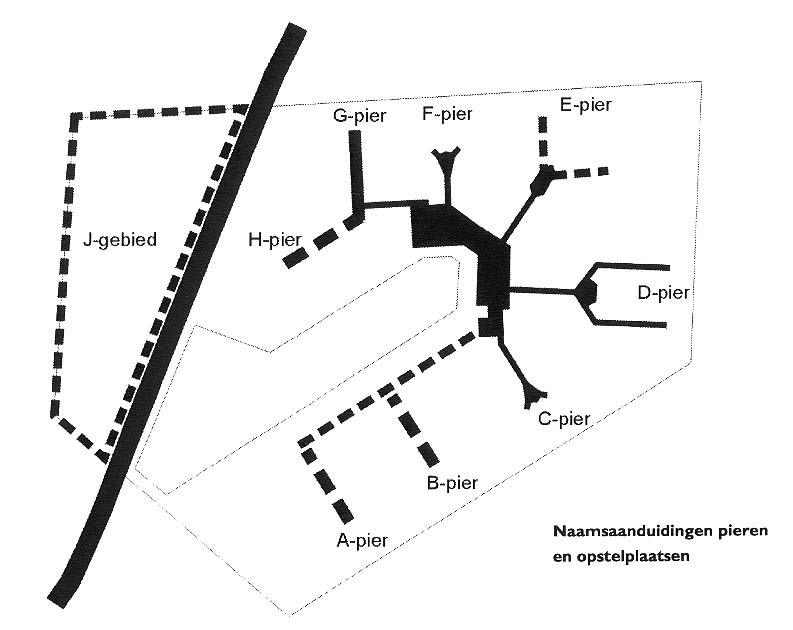 G-pier
F-pier
E-pier
J-gebied
H-pier
D-pier
C-pier
B-pier
A-pier
Naamsaanduidingen pieren
en opstelplaatsen